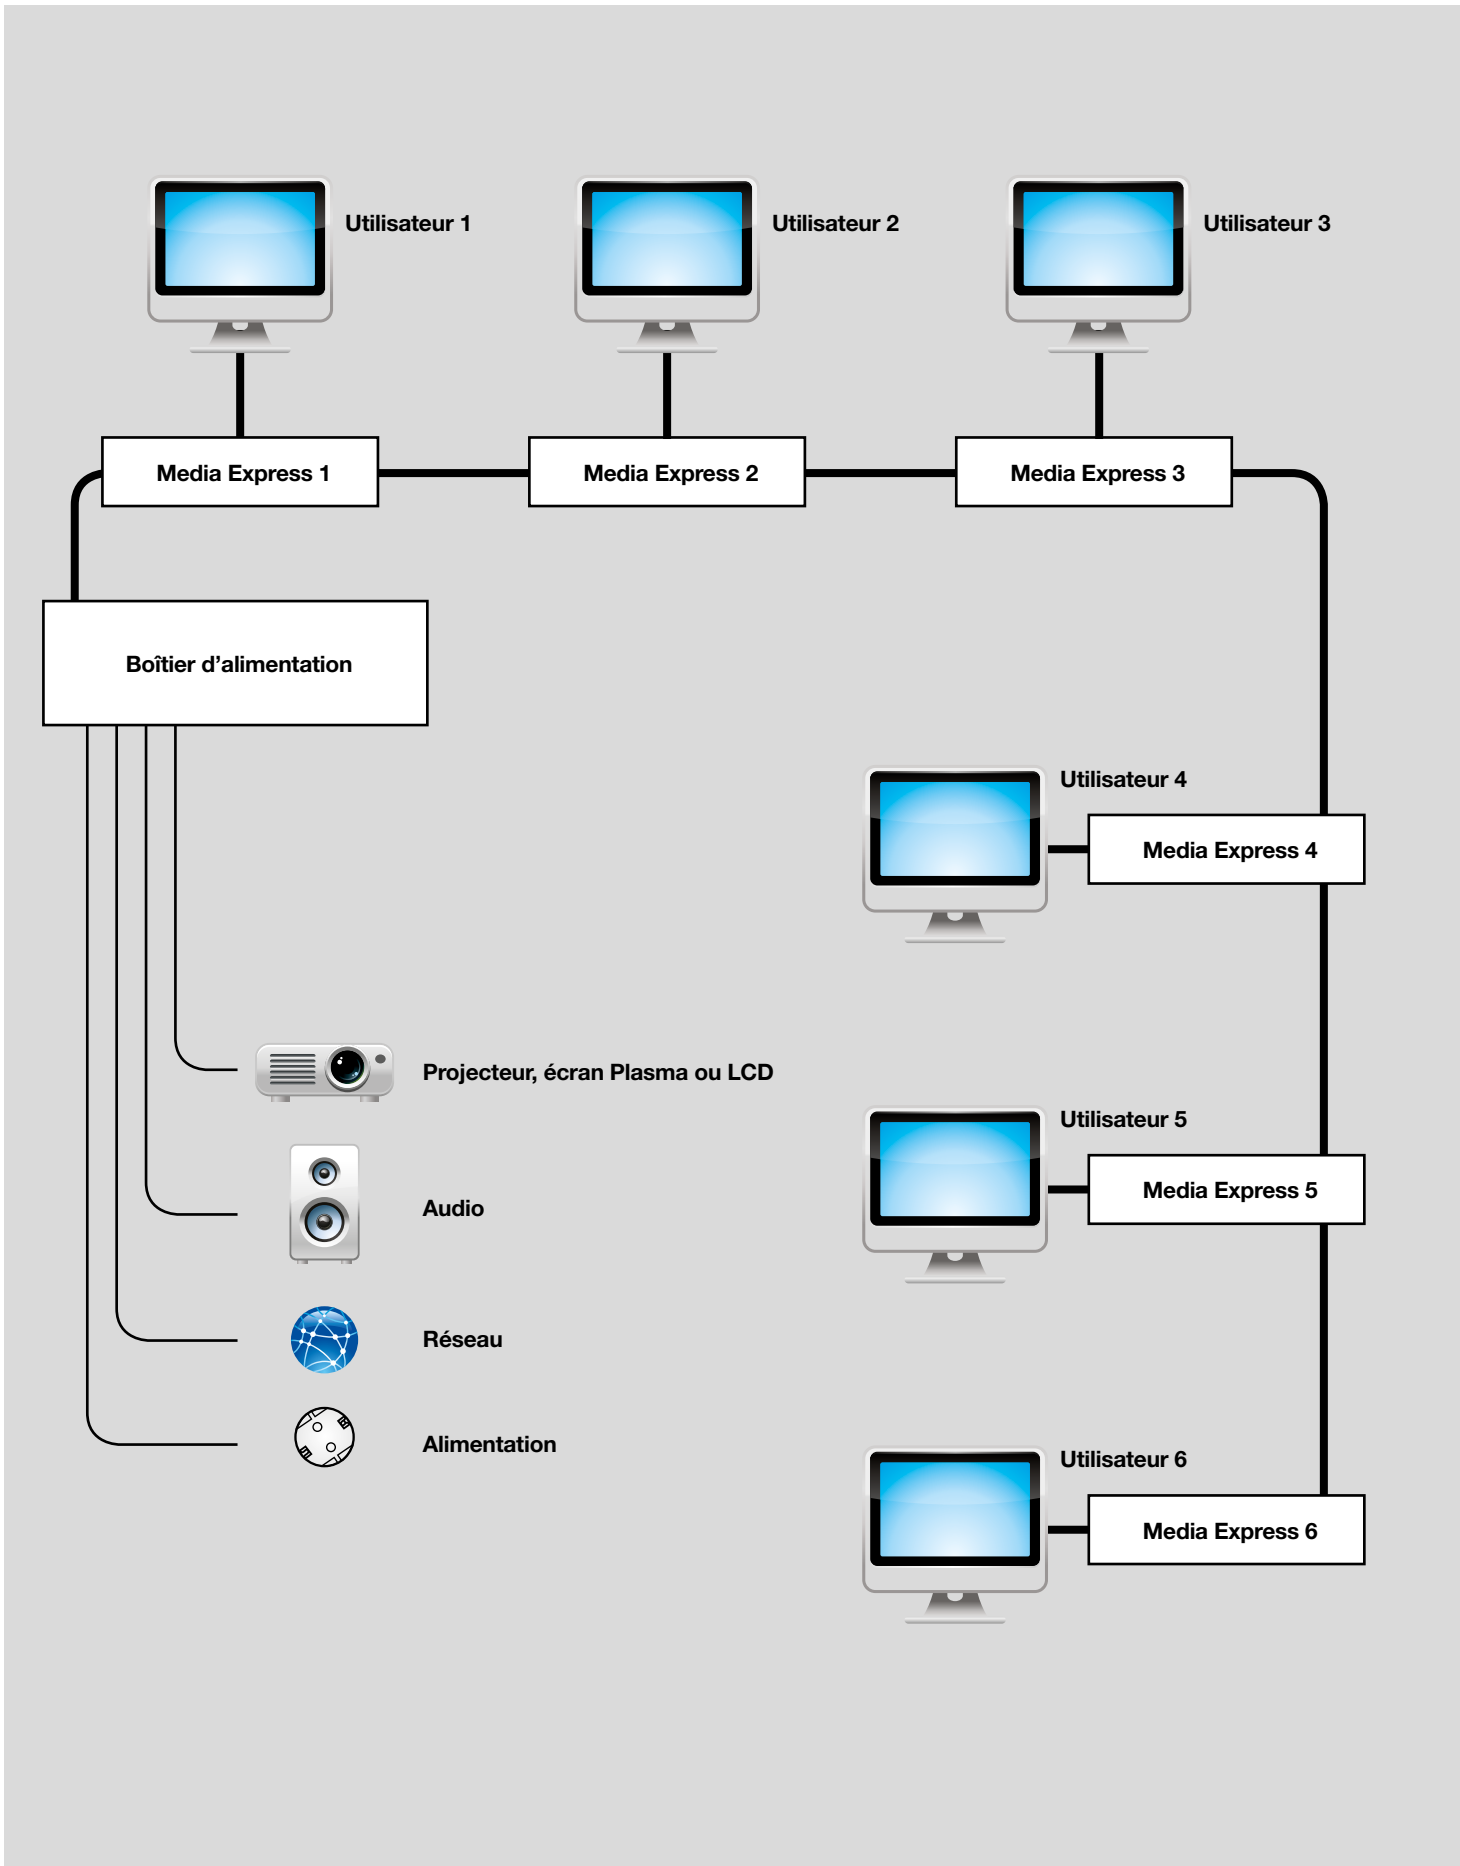 Utilisateur 1
Utilisateur 2
Utilisateur 3
Media Express 1
Media Express 2
Media Express 3
Boîtier d’alimentation
Utilisateur 4
Media Express 4
Projecteur, écran Plasma ou LCD
Utilisateur 5
Media Express 5
Audio
Réseau
Alimentation
Utilisateur 6
Media Express 6